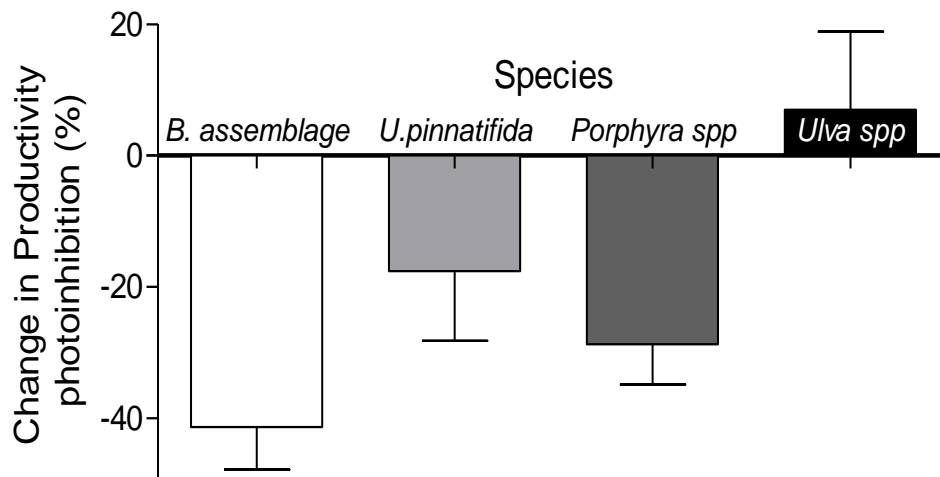 20
Species
B. assemblage U.pinnatifida Porphyra spp Ulva spp
0
-20
-40
Change in Productivity
photoinhibition (%)